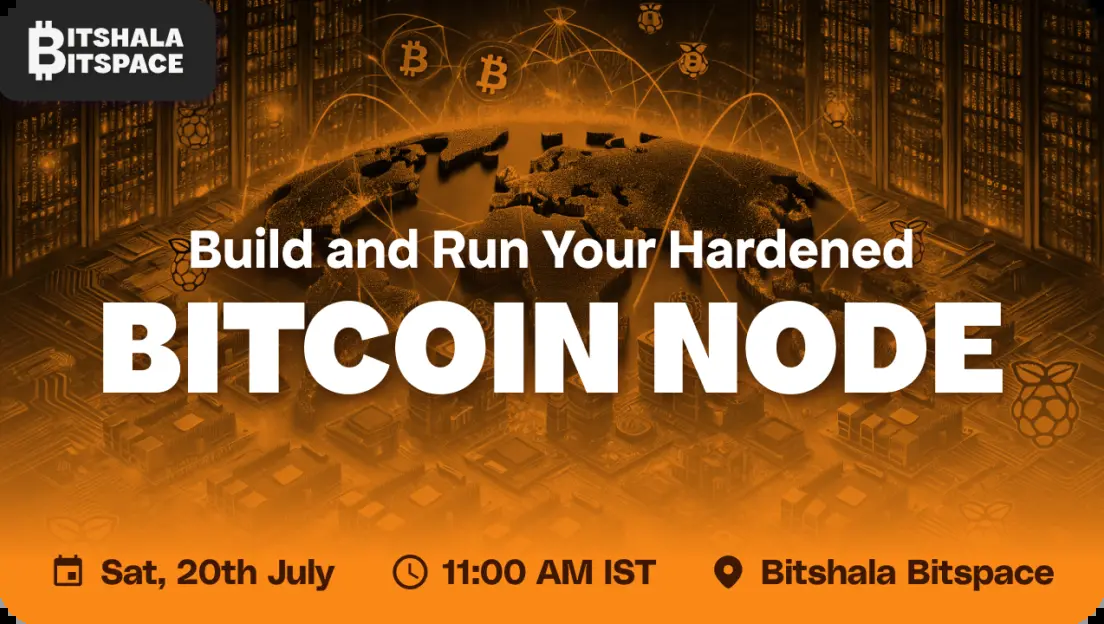 BITSHALA
BITSPACE
Build and Run Your Hardened
BITCOIN NODE
Sat, 20th July
11:00 AM IST
Bitshala Bitspace